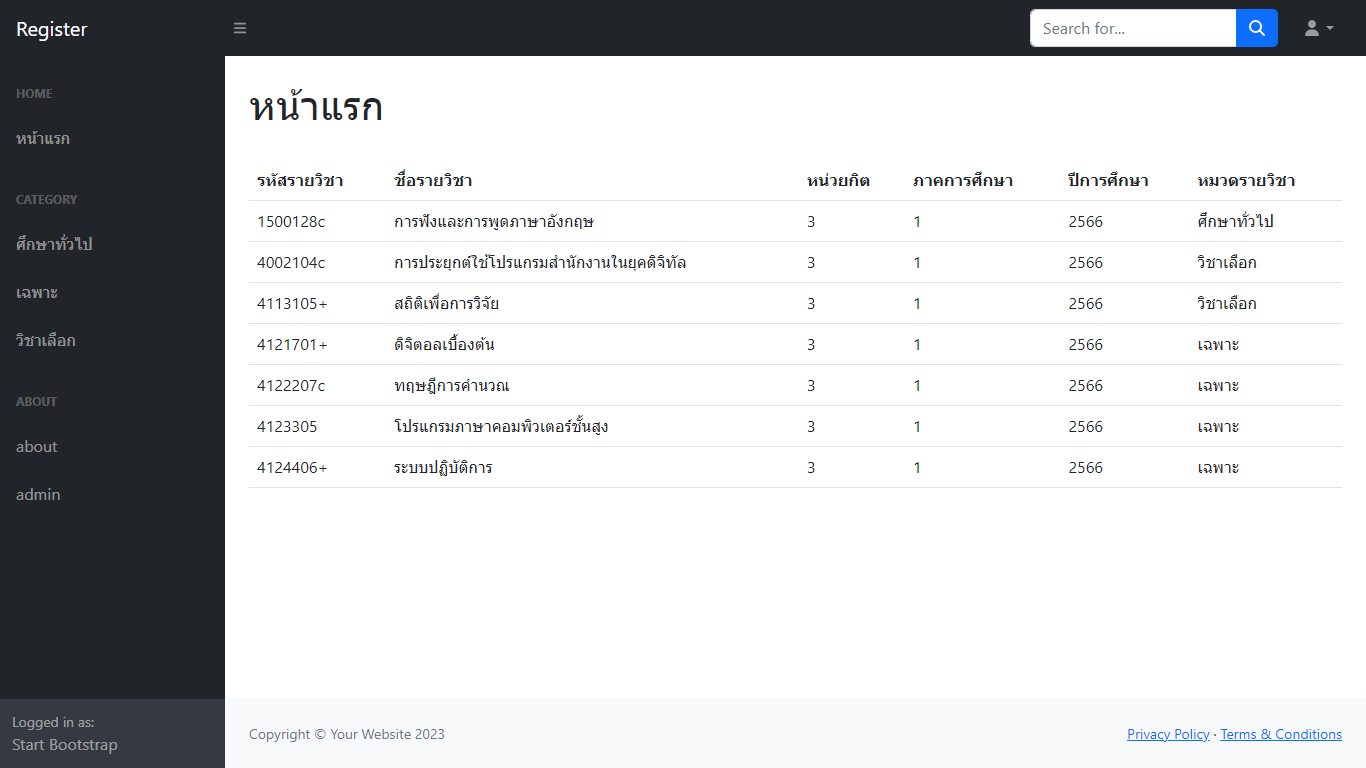 Register
Search for...
HOME
หน้าแรก
CATEGORY
ศึกษาทั่วไป
เฉพาะ
วิชาเลือก
ABOUT
about
admin
Logged in as:
Start Bootstrap
หน้าแรก
รหัสรายวิชา ชื่อรายวิชา หน่วยกิต ภาคการศึกษา ปีการศึกษา หมวดรายวิชา
1500128c การฟังและการพูดภาษาอังกฤษ 3 1 2566 ศึกษาทั่วไป
4002104c การประยุกต์ใช้โปรแกรมสำนักงานในยุคดิจิทัล 3 1 2566 วิชาเลือก
4113105+ สถิติเพื่อการวิจัย 3 1 2566 วิชาเลือก
4121701+ ดิจิตอลเบื้องต้น 3 1 2566 เฉพาะ
4122207c ทฤษฎีการคำนวณ 3 1 2566 เฉพาะ
4123305 โปรแกรมภาษาคอมพิวเตอร์ชั้นสูง 3 1 2566 เฉพาะ
4124406+ ระบบปฏิบัติการ 3 1 2566 เฉพาะ
Copyright © Your Website 2023
Privacy Policy · Terms & Conditions